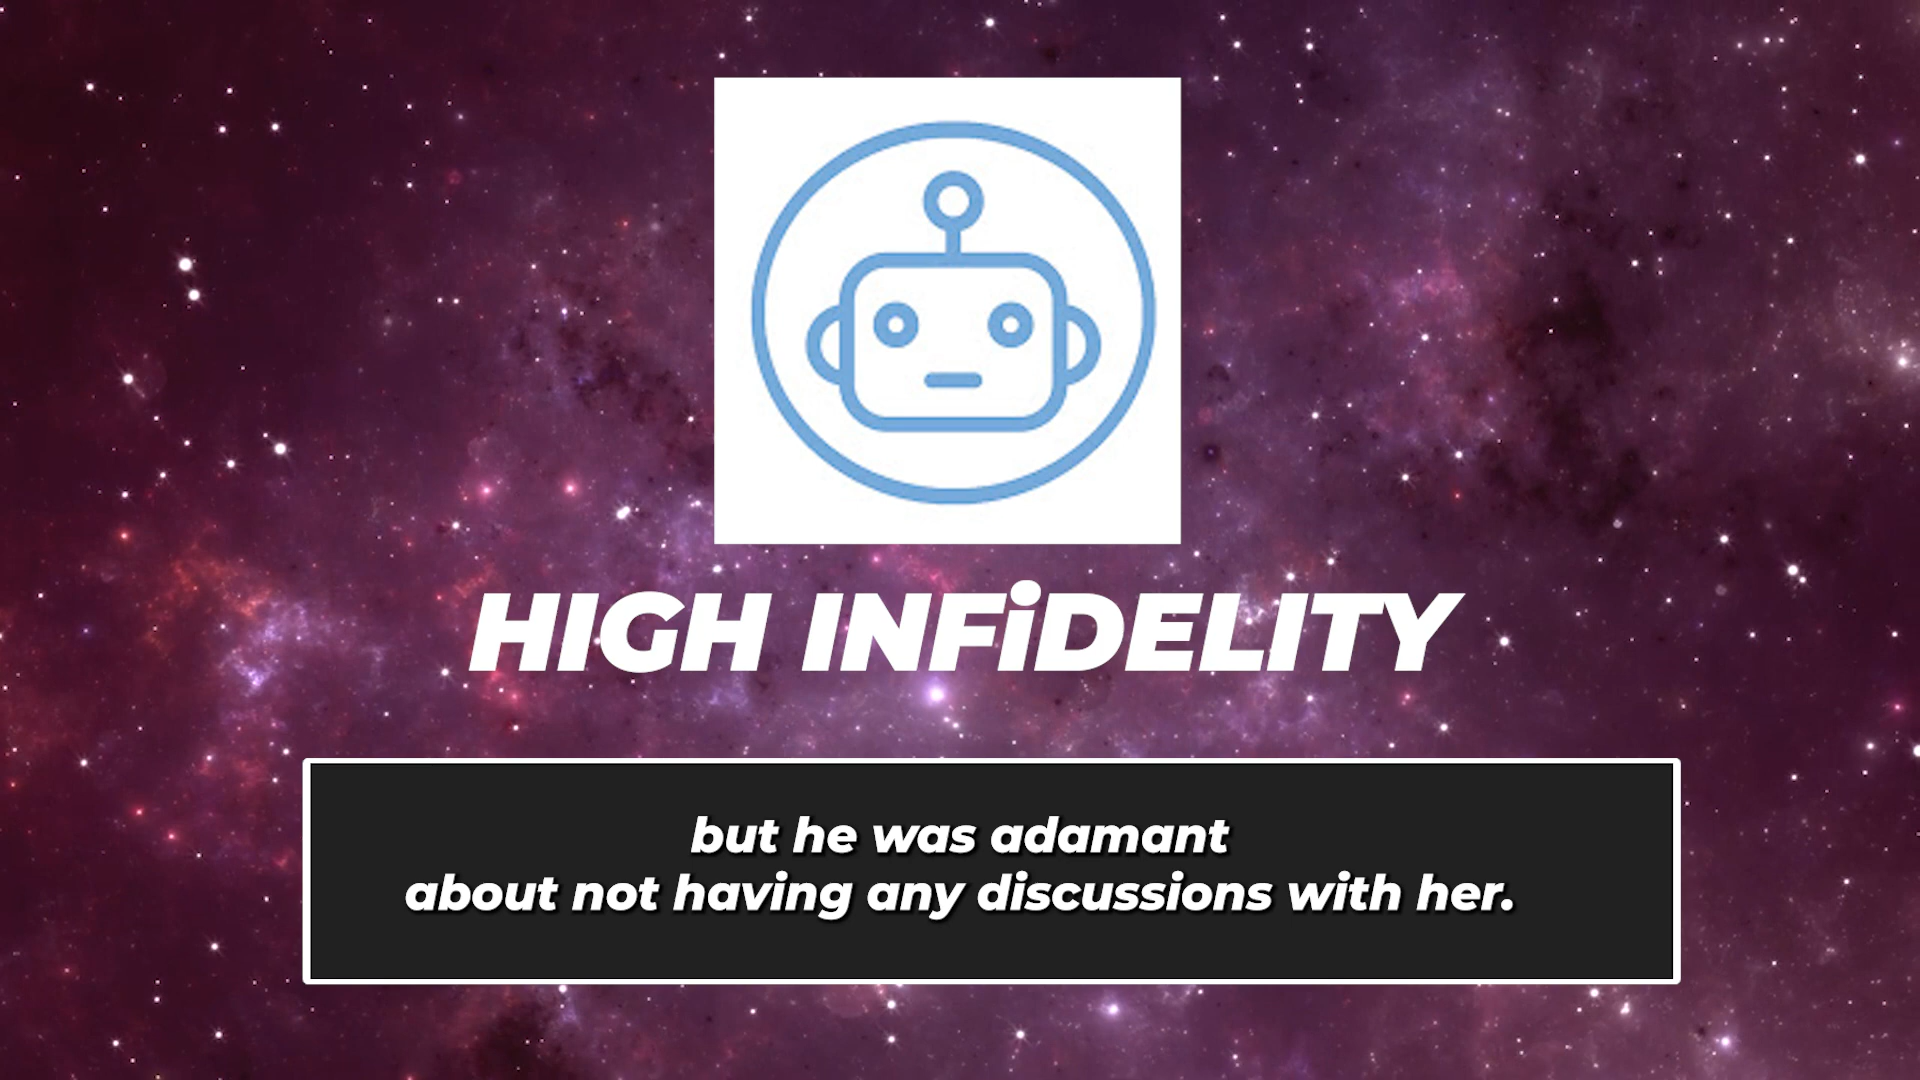 HIGH INFiDELITY
but he was adamant
about not having any discussions with her.